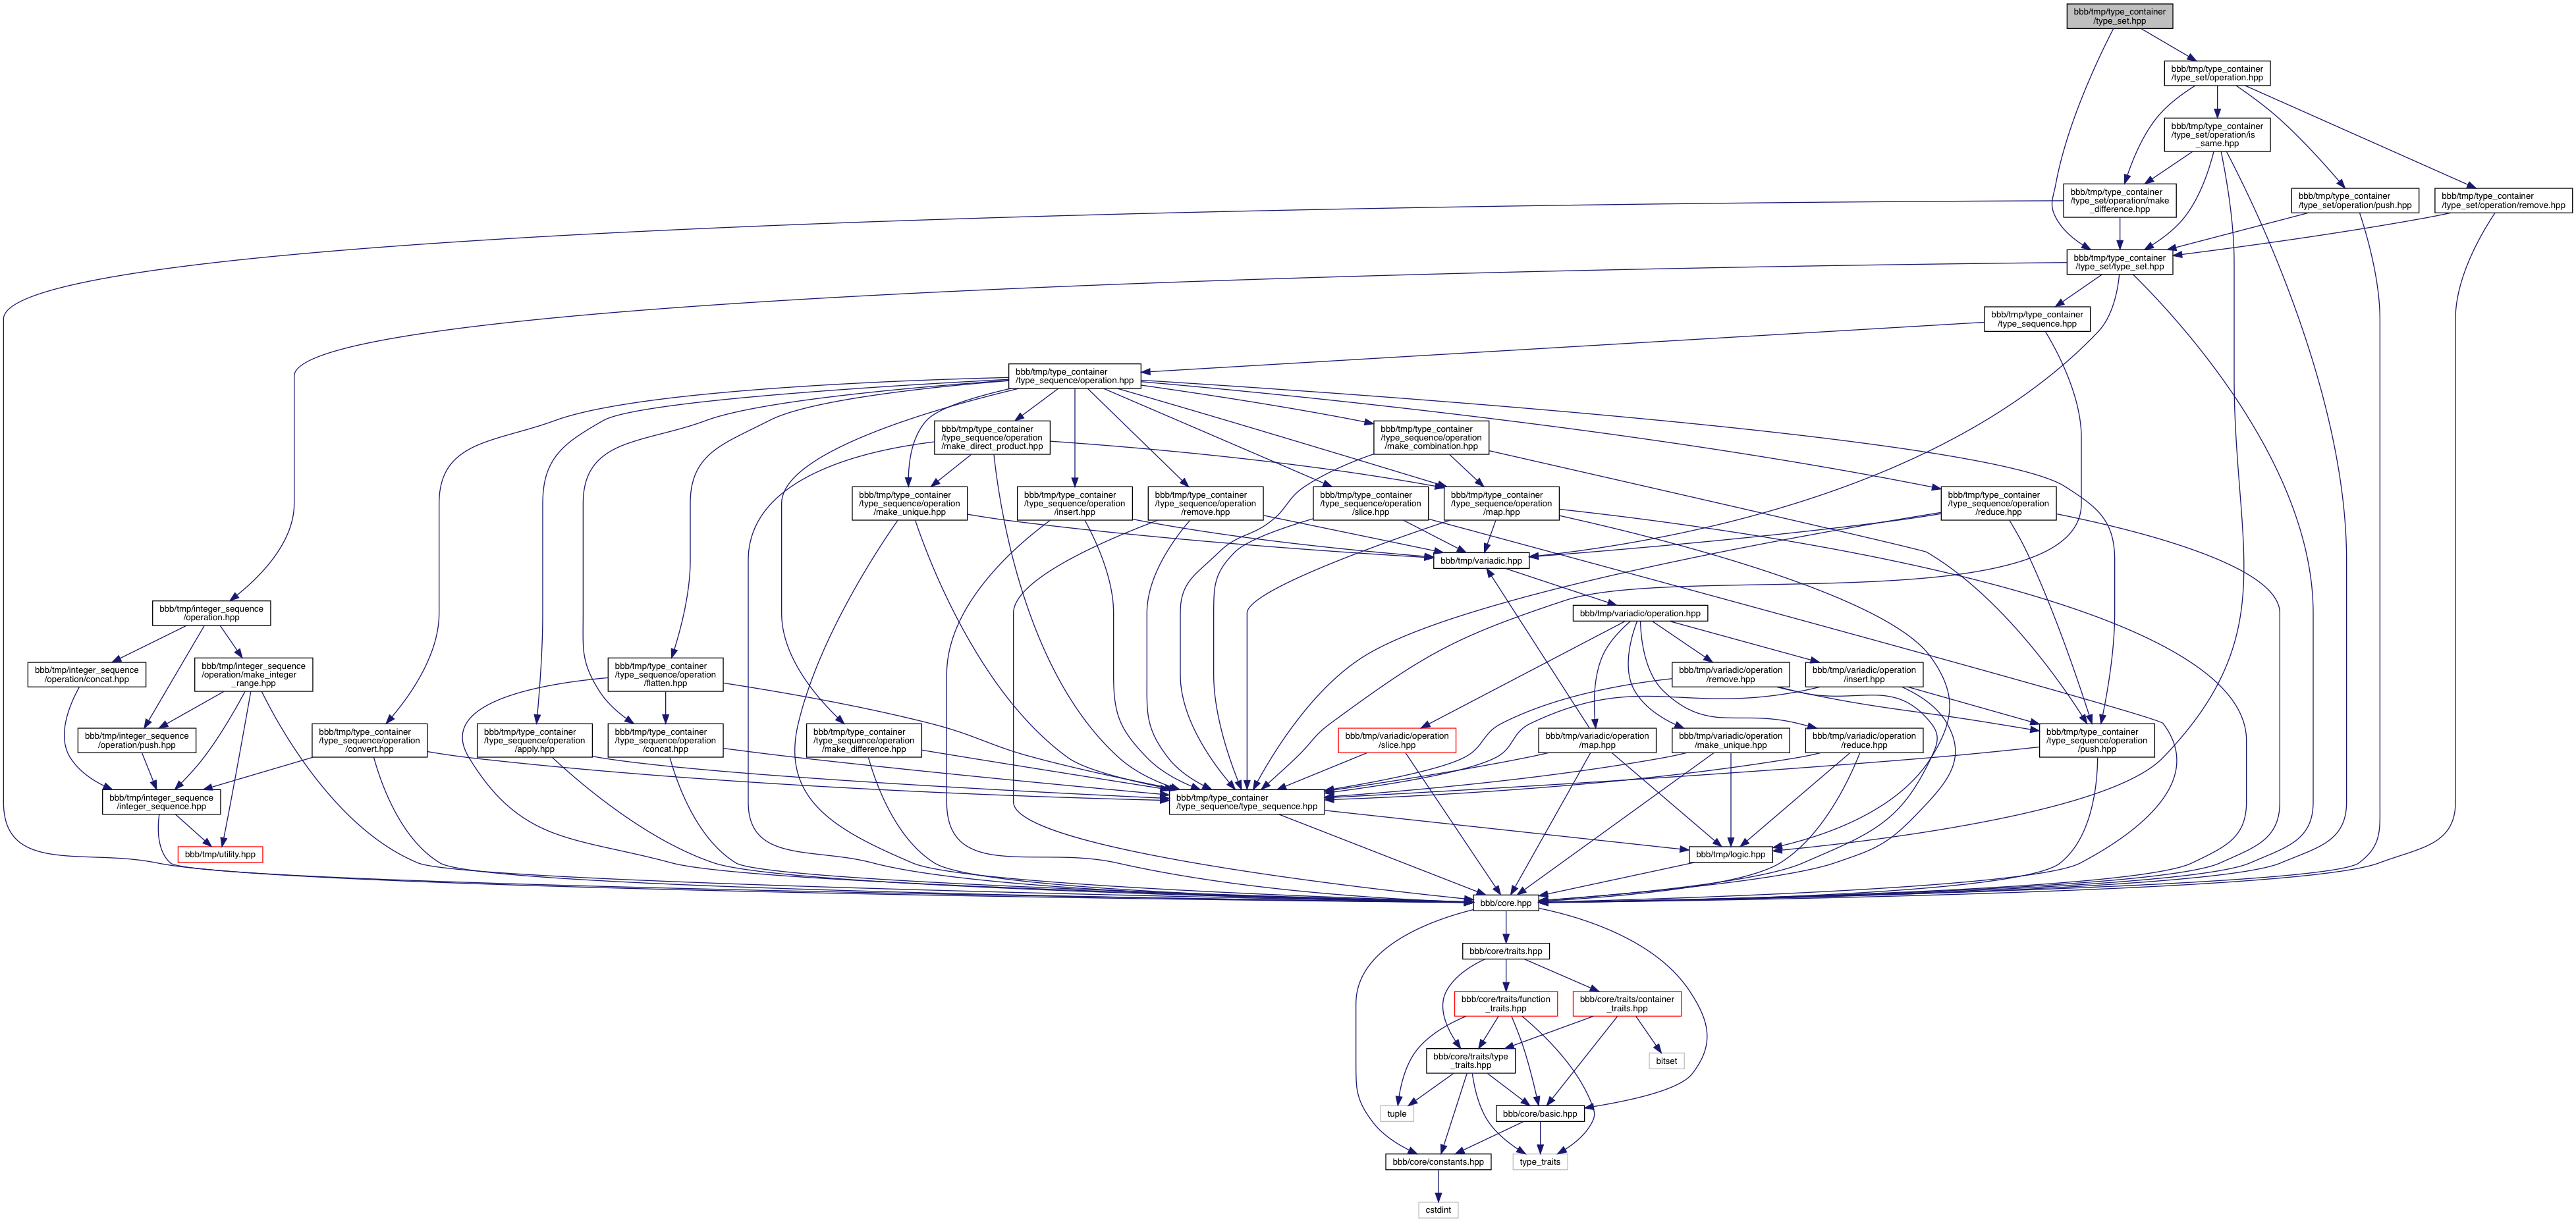 bbb/tmp/type_container
/type_set.hpp
bbb/tmp/type_container
/type_set/operation.hpp
bbb/tmp/type_container
/type_set/operation/is
_same.hpp
bbb/tmp/type_container
/type_set/operation/make
_difference.hpp
bbb/tmp/type_container
/type_set/operation/push.hpp
bbb/tmp/type_container
/type_set/operation/remove.hpp
bbb/tmp/type_container
/type_set/type_set.hpp
bbb/tmp/type_container
/type_sequence.hpp
bbb/tmp/type_container
/type_sequence/operation.hpp
bbb/tmp/type_container
/type_sequence/operation
/make_direct_product.hpp
bbb/tmp/type_container
/type_sequence/operation
/make_combination.hpp
bbb/tmp/type_container
/type_sequence/operation
/make_unique.hpp
bbb/tmp/type_container
/type_sequence/operation
/insert.hpp
bbb/tmp/type_container
/type_sequence/operation
/remove.hpp
bbb/tmp/type_container
/type_sequence/operation
/slice.hpp
bbb/tmp/type_container
/type_sequence/operation
/map.hpp
bbb/tmp/type_container
/type_sequence/operation
/reduce.hpp
bbb/tmp/variadic.hpp
bbb/tmp/integer_sequence
/operation.hpp
bbb/tmp/variadic/operation.hpp
bbb/tmp/integer_sequence
/operation/concat.hpp
bbb/tmp/integer_sequence
/operation/make_integer
_range.hpp
bbb/tmp/type_container
/type_sequence/operation
/flatten.hpp
bbb/tmp/variadic/operation
/remove.hpp
bbb/tmp/variadic/operation
/insert.hpp
bbb/tmp/integer_sequence
/operation/push.hpp
bbb/tmp/type_container
/type_sequence/operation
/convert.hpp
bbb/tmp/type_container
/type_sequence/operation
/apply.hpp
bbb/tmp/type_container
/type_sequence/operation
/concat.hpp
bbb/tmp/type_container
/type_sequence/operation
/make_difference.hpp
bbb/tmp/variadic/operation
/slice.hpp
bbb/tmp/variadic/operation
/map.hpp
bbb/tmp/variadic/operation
/make_unique.hpp
bbb/tmp/variadic/operation
/reduce.hpp
bbb/tmp/type_container
/type_sequence/operation
/push.hpp
bbb/tmp/integer_sequence
/integer_sequence.hpp
bbb/tmp/type_container
/type_sequence/type_sequence.hpp
bbb/tmp/utility.hpp
bbb/tmp/logic.hpp
bbb/core.hpp
bbb/core/traits.hpp
bbb/core/traits/function
_traits.hpp
bbb/core/traits/container
_traits.hpp
bbb/core/traits/type
_traits.hpp
bitset
tuple
bbb/core/basic.hpp
bbb/core/constants.hpp
type_traits
cstdint